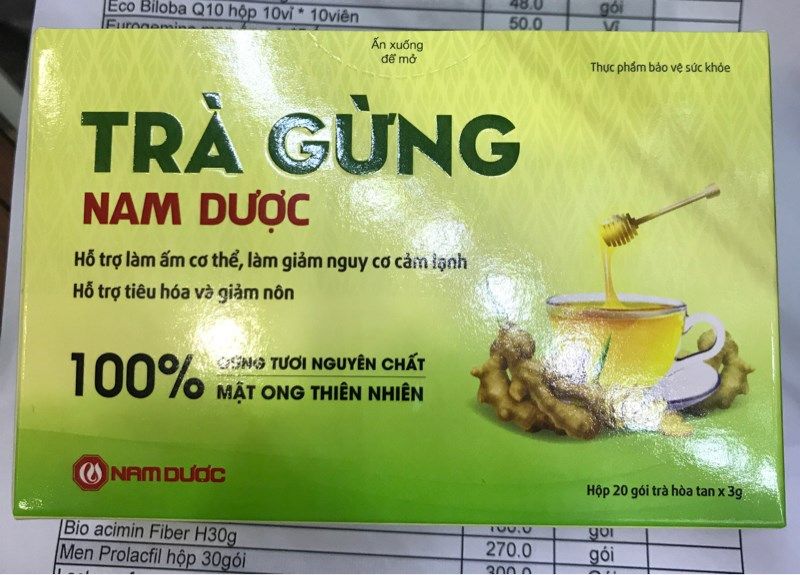 Eco Biloba Q10 hộp 10vỉ * 10viên 48.0 gói
50.0 Vỉ
Ấn xuống
để mở
Thực phẩm bảo vệ sức khỏe
TRÀ GỪNG
NAM DƯỢC
Hỗ trợ làm ấm cơ thể, làm giảm nguy cơ cảm lạnh
Hỗ trợ tiêu hóa và giảm nôn
100%
GỪNG TƯƠI NGUYÊN CHẤT
MẬT ONG THIÊN NHIÊN
NAM DƯỢC
Hộp 20 gói trà hòa tan x 3g
Bio acimin Fiber H30g gói
Men Prolacfil hộp 30gói 270.0 gói
300.0